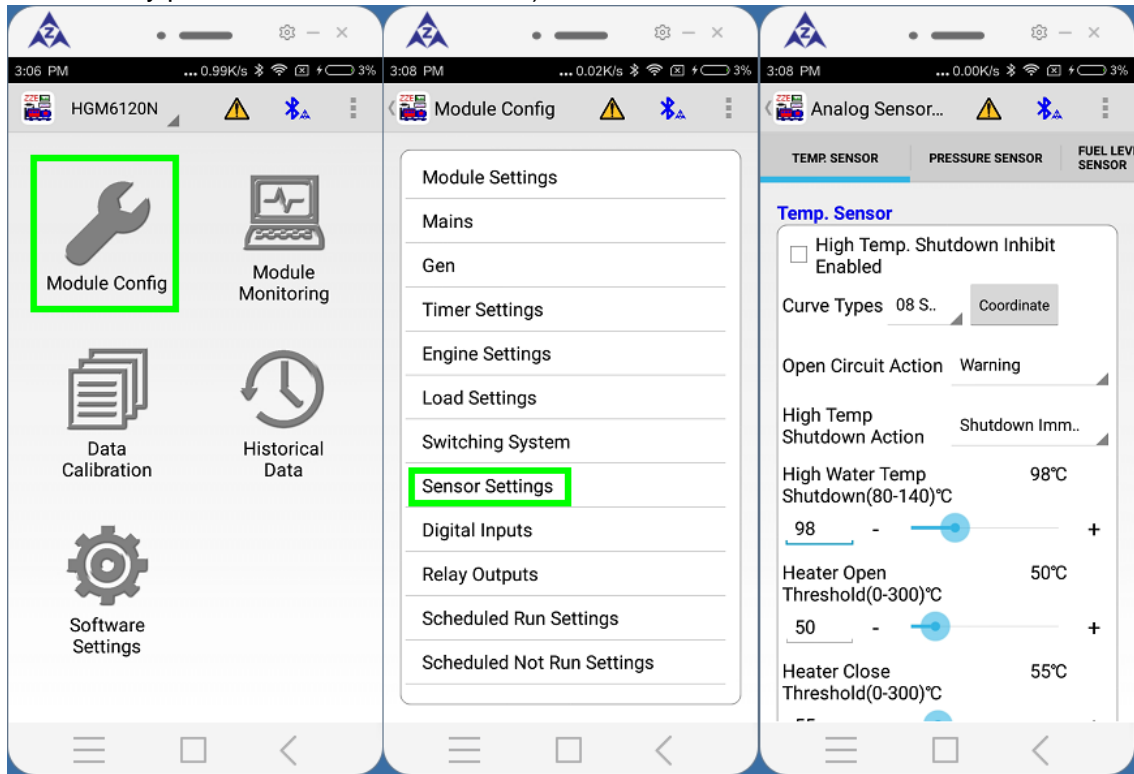 3:06 PM ... 0.99K/s 3%
HGM6120N
Module Config
Module
Monitoring
Data
Calibration
Historical
Data
Software
Settings
3:08 PM ... 0.02K/s 3%
Module Config
Module Settings
Mains
Gen
Timer Settings
Engine Settings
Load Settings
Switching System
Sensor Settings
Digital Inputs
Relay Outputs
Scheduled Run Settings
Scheduled Not Run Settings
3:08 PM ... 0.00K/s 3%
Analog Sensor...
TEMP. SENSOR PRESSURE SENSOR FUEL LEV
SENSOR
Temp. Sensor
High Temp. Shutdown Inhibit
Enabled
Curve Types 08 S.. Coordinate
Open Circuit Action Warning
High Temp
Shutdown Action Shutdown Imm..
High Water Temp 98℃
Shutdown(80-140)℃
98 - +
Heater Open 50℃
Threshold(0-300)℃
50 - +
Heater Close 55℃
Threshold(0-300)℃